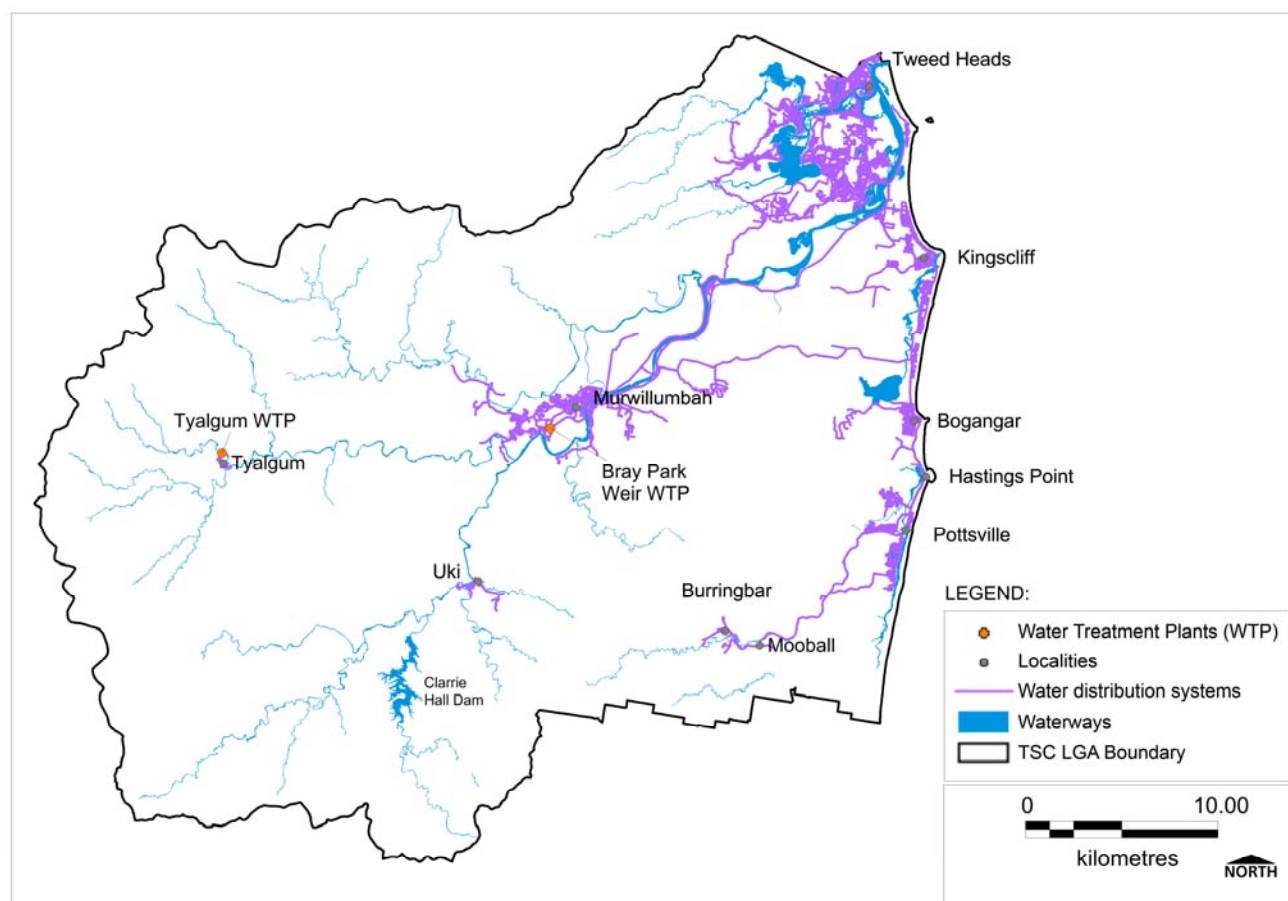 Tweed Heads
Kingscliff
Murwillumbah
Tyalgum WTP
Bogangar
Tyalgum
Bray Park
Weir WTP
Hastings Point
Pottsville
Uki
Burringbar
Mooball
Clarrie
Hall Dam
LEGEND:
Water Treatment Plants (WTP)
Localities
Water distribution systems
Waterways
TSC LGA Boundary
0 10.00
kilometres
NORTH